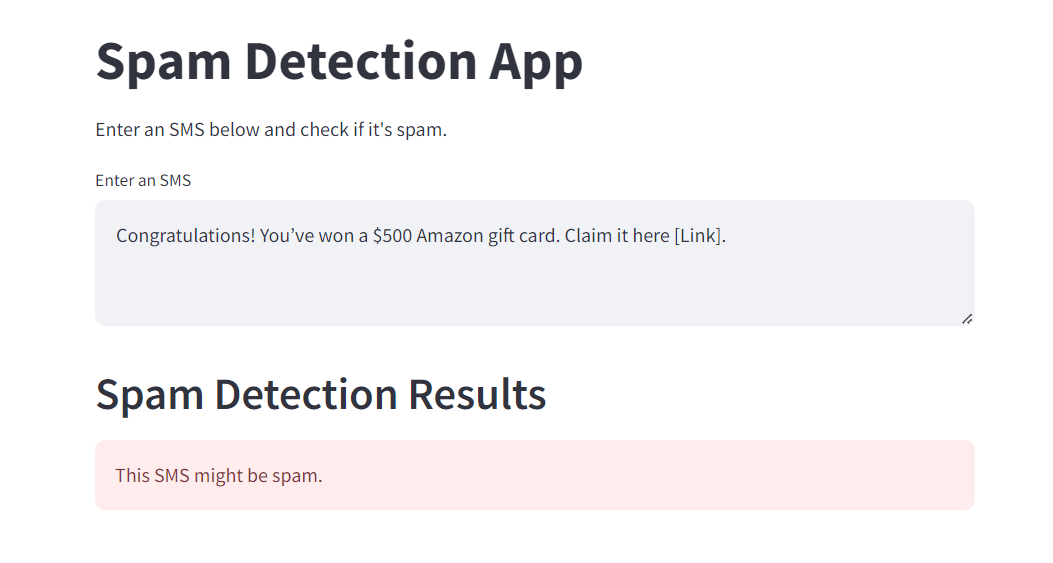 Spam Detection App
Enter an SMS below and check if it's spam.
Enter an SMS
Congratulations! You’ve won a $500 Amazon gift card. Claim it here [Link].
Spam Detection Results
This SMS might be spam.